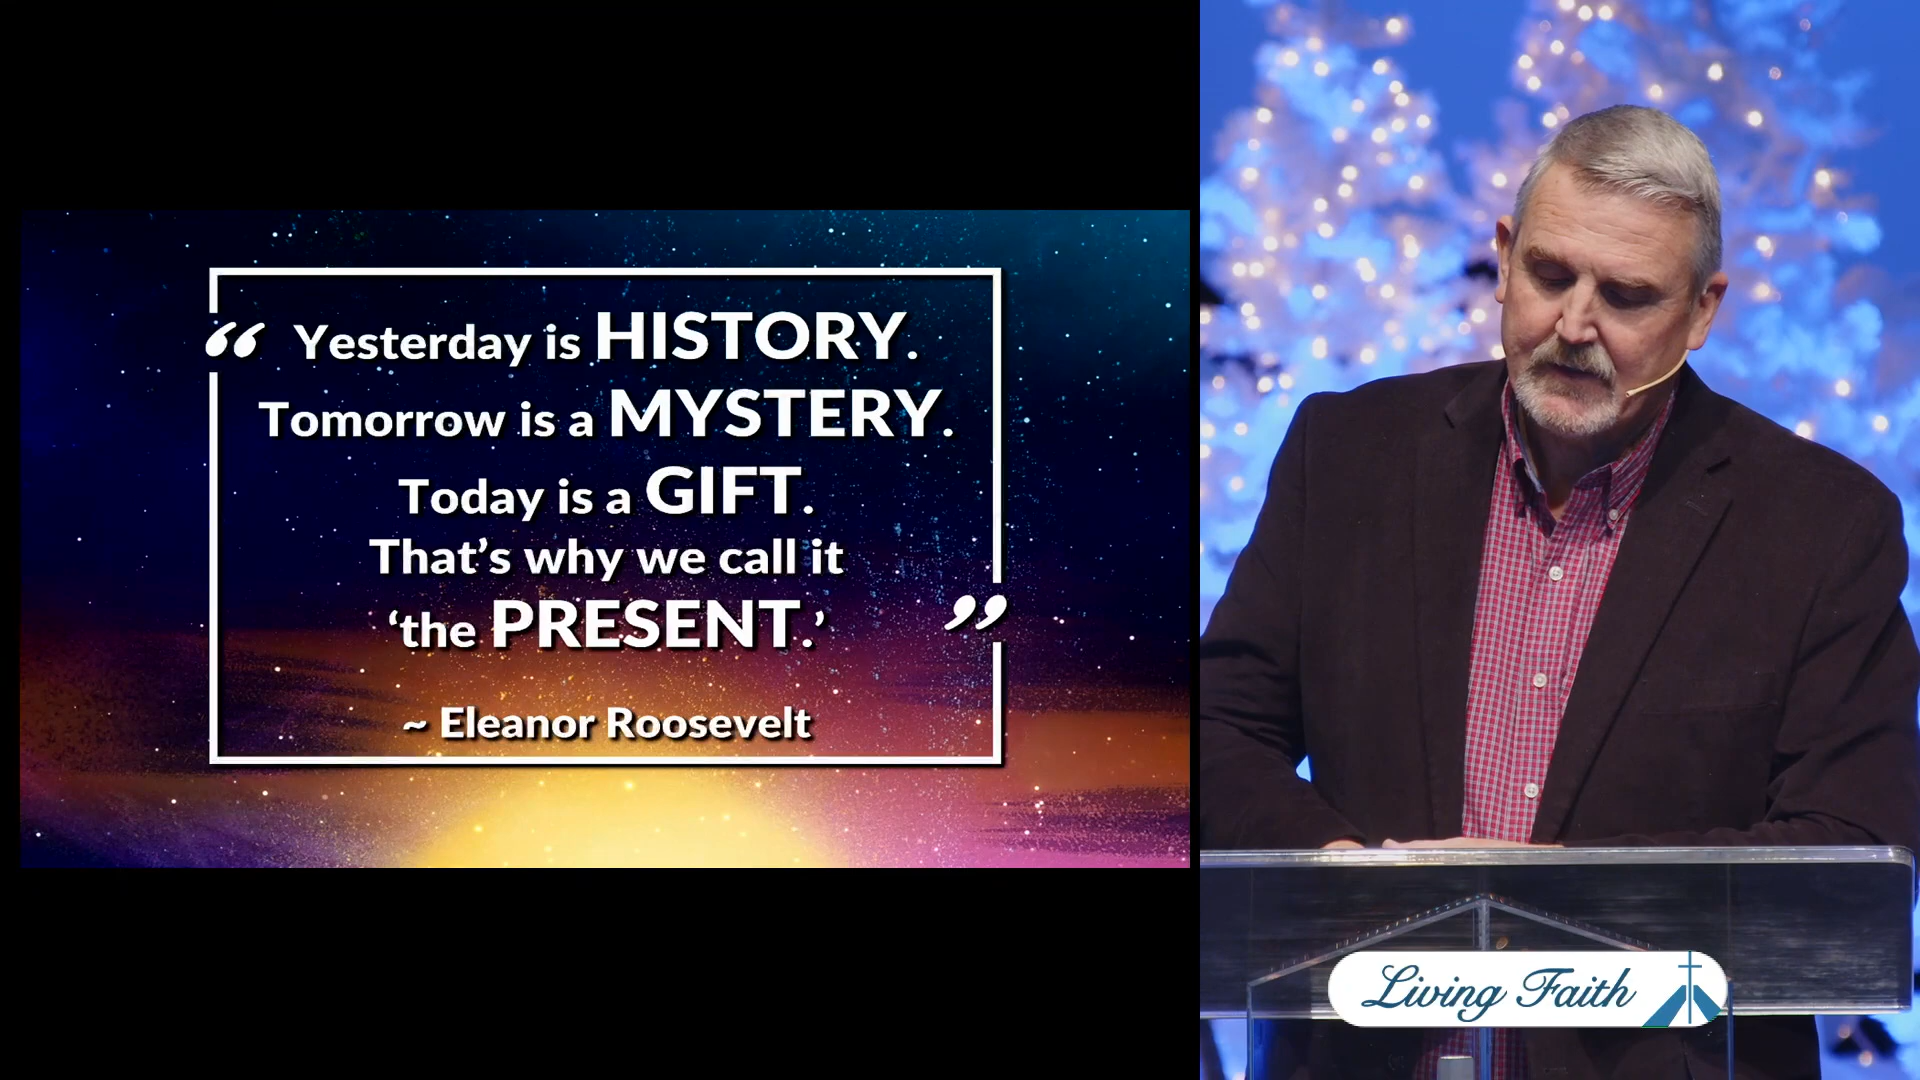 “ Yesterday is HISTORY.
Tomorrow is a MYSTERY.
Today is a GIFT.
That’s why we call it
‘the PRESENT.’ ”
~ Eleanor Roosevelt
Living Faith